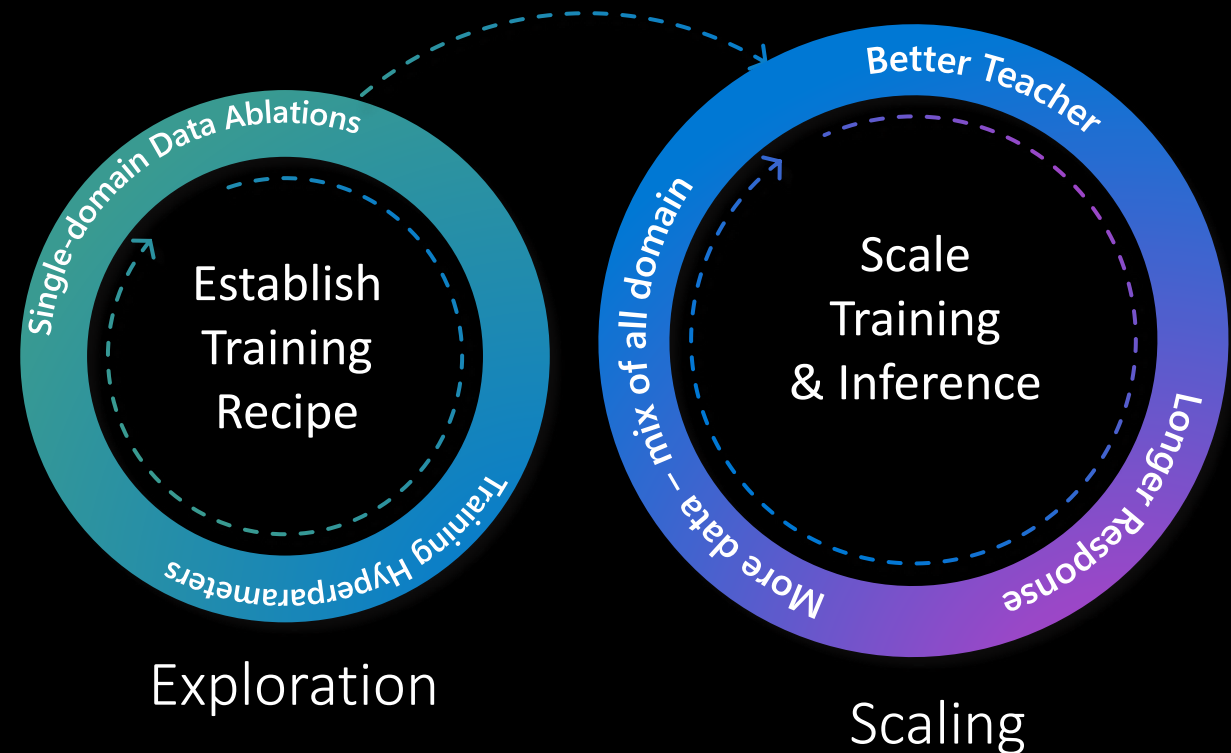 Single-domain Data Ablations
Establish
Training
Recipe
Training Hyperparameters
Exploration
Better Teacher
More data – mix of all domain
Scale
Training
& Inference
Longer Response
Scaling